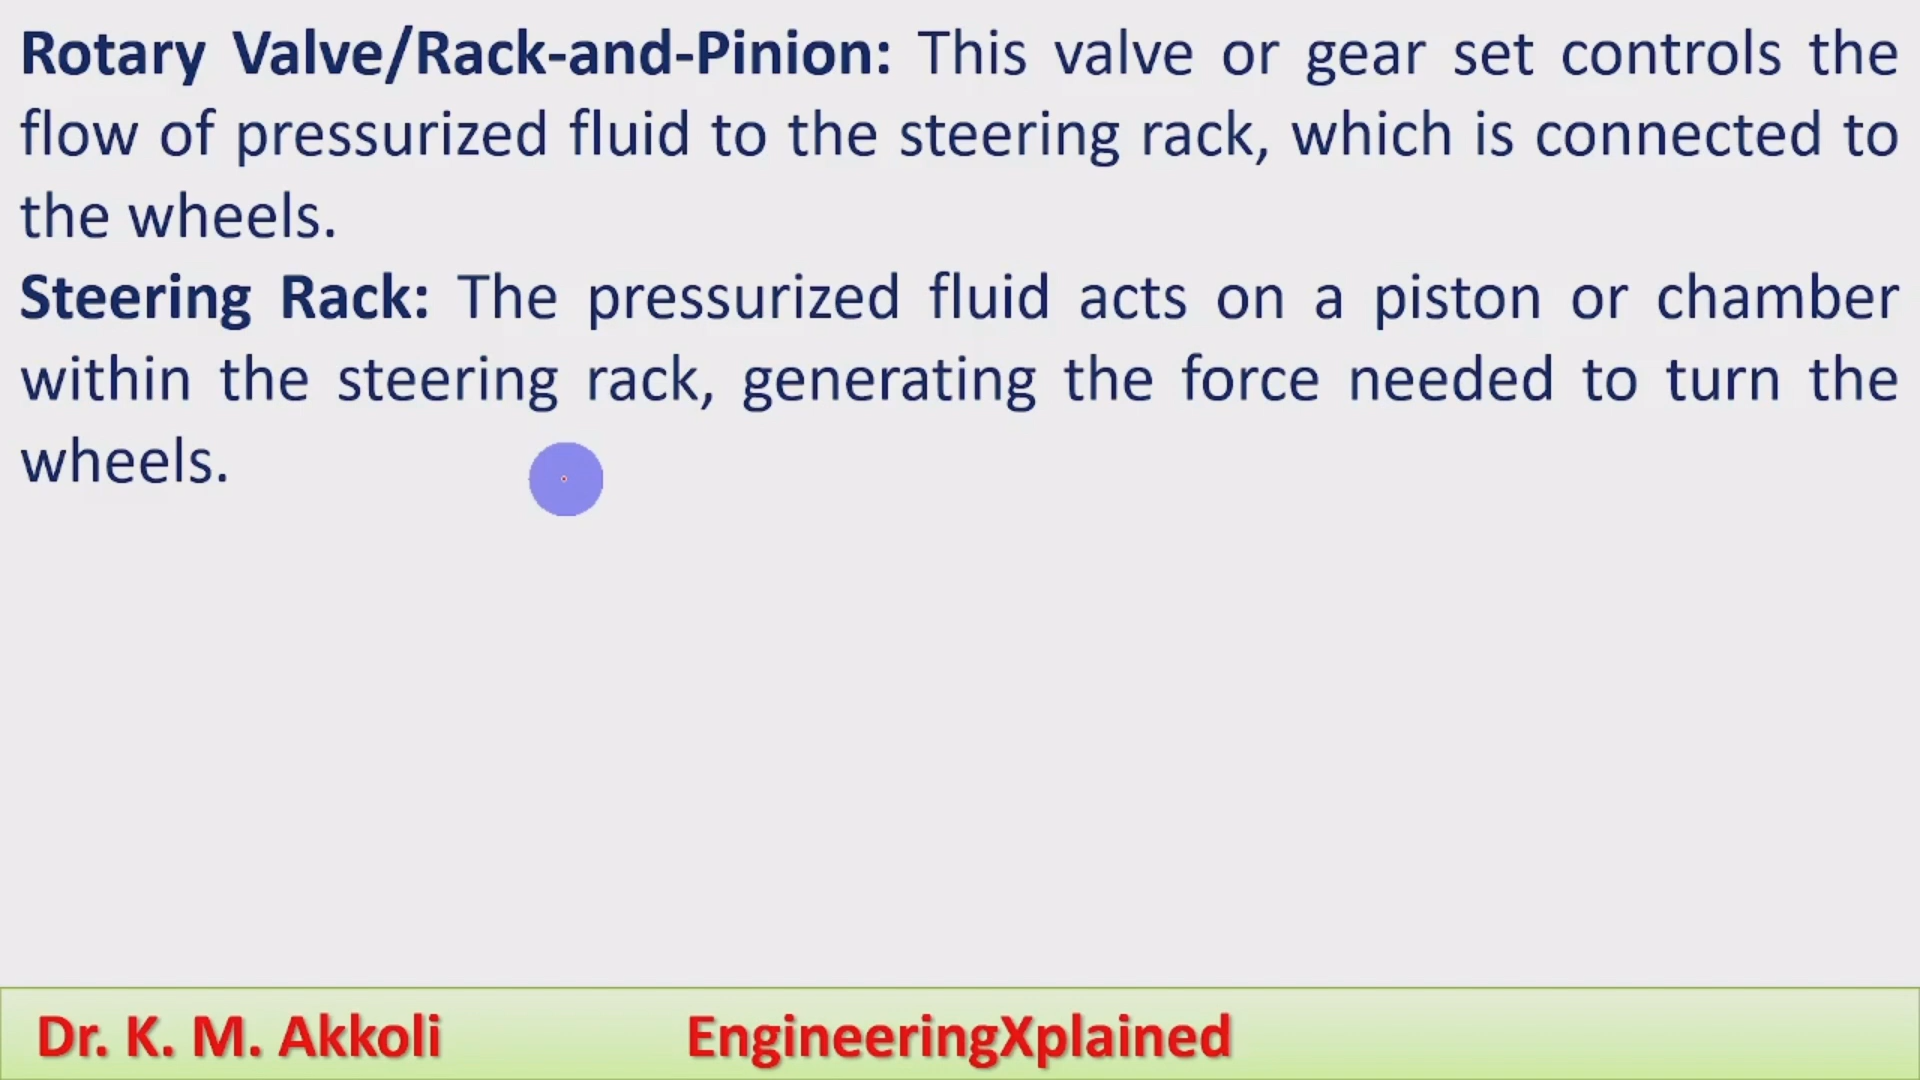 Rotary Valve/Rack-and-Pinion: This valve or gear set controls the
flow of pressurized fluid to the steering rack, which is connected to
the wheels.
Steering Rack: The pressurized fluid acts on a piston or chamber
within the steering rack, generating the force needed to turn the
wheels.
Dr. K. M. Akkoli EngineeringXplained